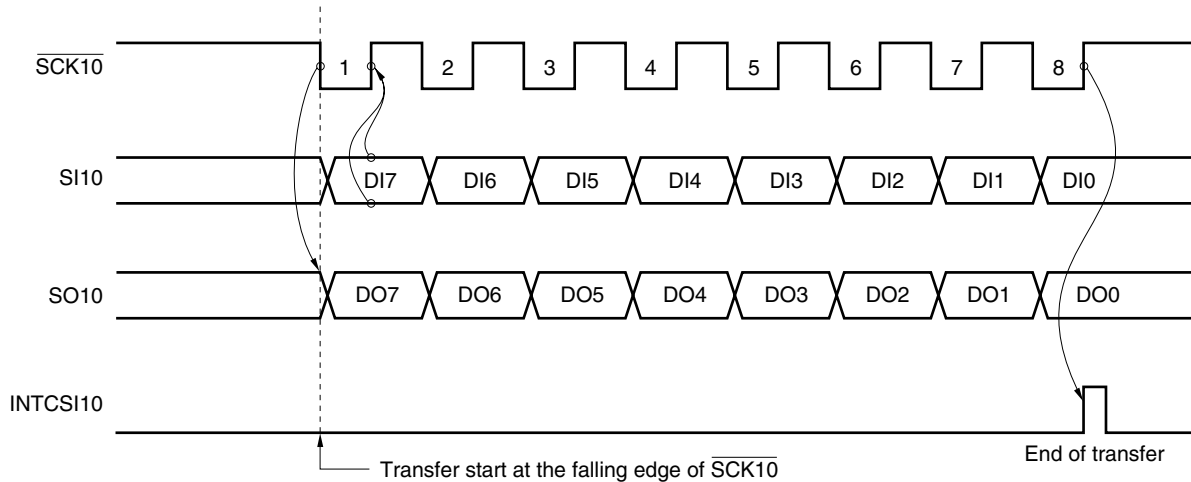 SCK10 1 2 3 4 5 6 7 8
SI10 DI7 DI6 DI5 DI4 DI3 DI2 DI1 DI0
SO10 DO7 DO6 DO5 DO4 DO3 DO2 DO1 DO0
INTCSI10
End of transfer
Transfer start at the falling edge of SCK10